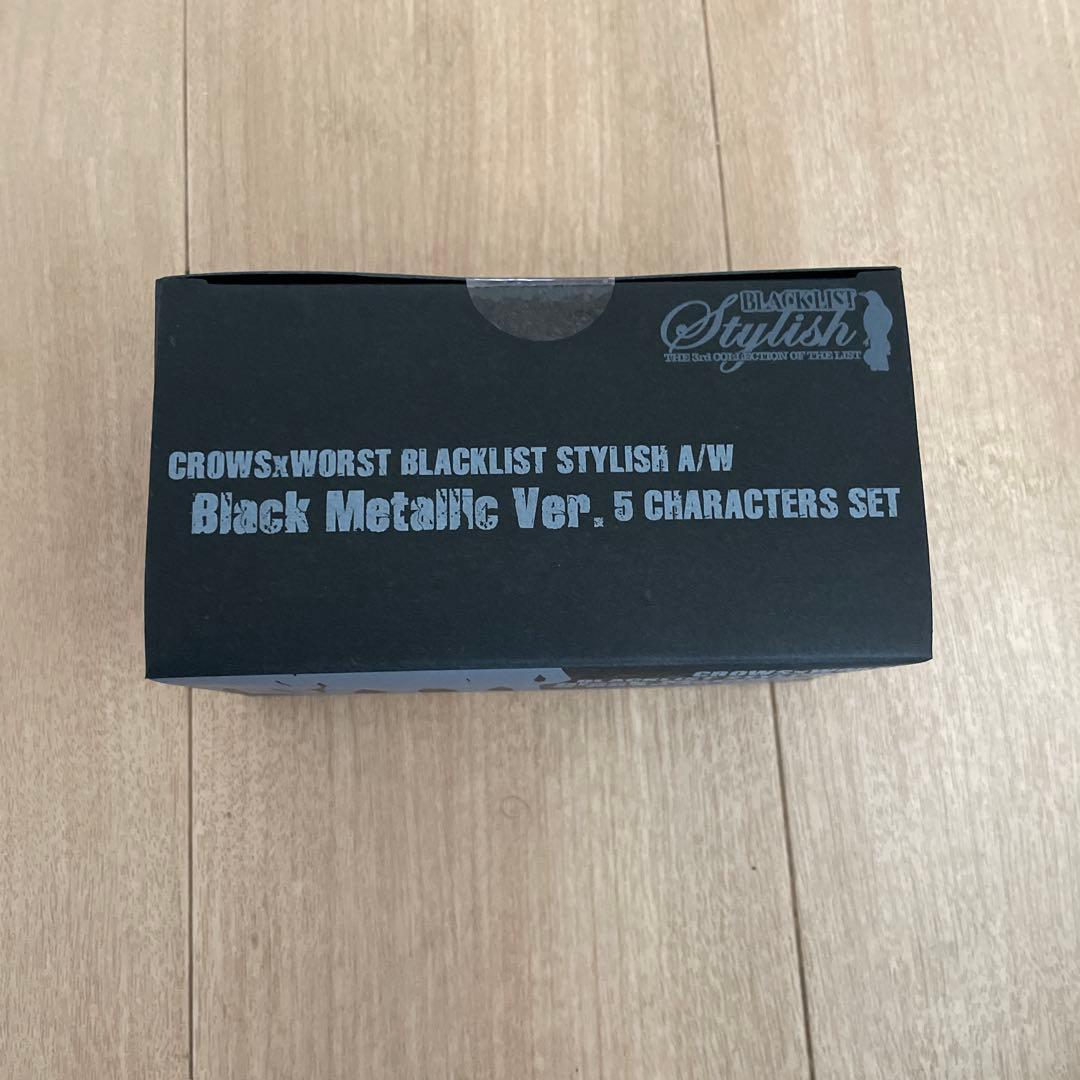 BLACKLIST
Stylish
THE 3rd COLLECTION OF THE LIST
CROWSxWORST BLACKLIST STYLISH A/W
Black Metallic Ver. 5 CHARACTERS SET